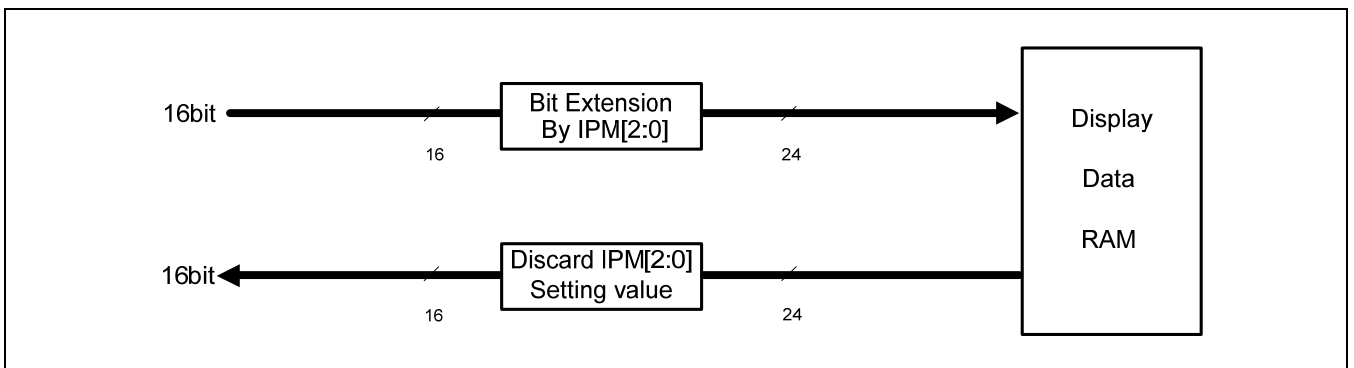 16bit
16
Bit Extension
By IPM[2:0]
24
Display
Data
RAM
16bit
16
Discard IPM[2:0]
Setting value
24